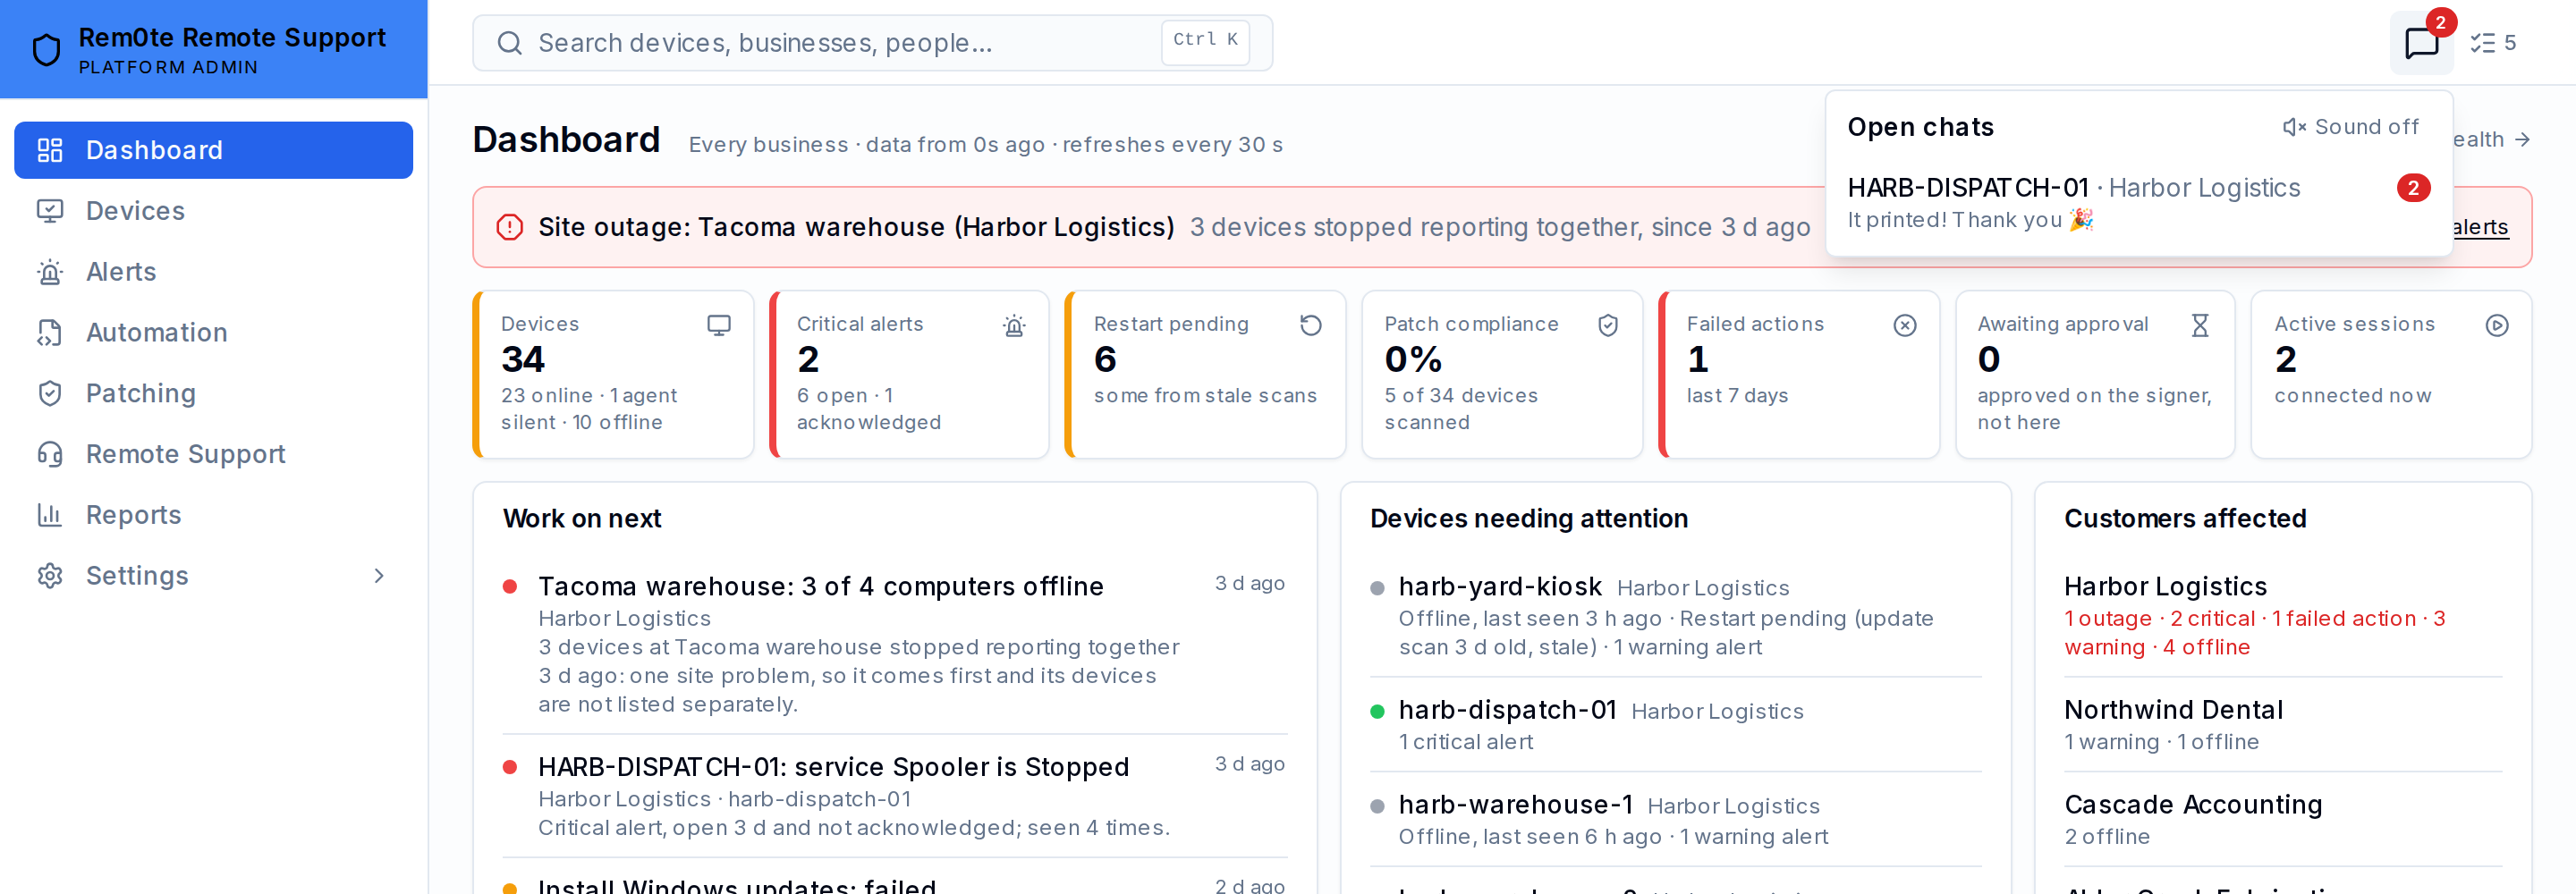 Rem0te Remote Support
PLATFORM ADMIN
Dashboard
Devices
Alerts
Automation
Patching
Remote Support
Reports
Settings
Search devices, businesses, people...
Ctrl K
2
5
Dashboard
Every business · data from 0s ago · refreshes every 30 s
ealth →
Open chats
Sound off
HARB-DISPATCH-01 · Harbor Logistics
2
It printed! Thank you 🎉
Site outage: Tacoma warehouse (Harbor Logistics) 3 devices stopped reporting together, since 3 d ago
alerts
Devices
34
23 online · 1 agent
silent · 10 offline
Critical alerts
2
6 open · 1
acknowledged
Restart pending
6
some from stale scans
Patch compliance
0%
5 of 34 devices
scanned
Failed actions
1
last 7 days
Awaiting approval
0
approved on the signer,
not here
Active sessions
2
connected now
Work on next
Tacoma warehouse: 3 of 4 computers offline
3 d ago
Harbor Logistics
3 devices at Tacoma warehouse stopped reporting together
3 d ago: one site problem, so it comes first and its devices
are not listed separately.
HARB-DISPATCH-01: service Spooler is Stopped
3 d ago
Harbor Logistics · harb-dispatch-01
Critical alert, open 3 d and not acknowledged; seen 4 times.
Install Windows updates: failed
2 d ago
Devices needing attention
harb-yard-kiosk Harbor Logistics
Offline, last seen 3 h ago · Restart pending (update
scan 3 d old, stale) · 1 warning alert
harb-dispatch-01 Harbor Logistics
1 critical alert
harb-warehouse-1 Harbor Logistics
Offline, last seen 6 h ago · 1 warning alert
Customers affected
Harbor Logistics
1 outage · 2 critical · 1 failed action · 3
warning · 4 offline
Northwind Dental
1 warning · 1 offline
Cascade Accounting
2 offline